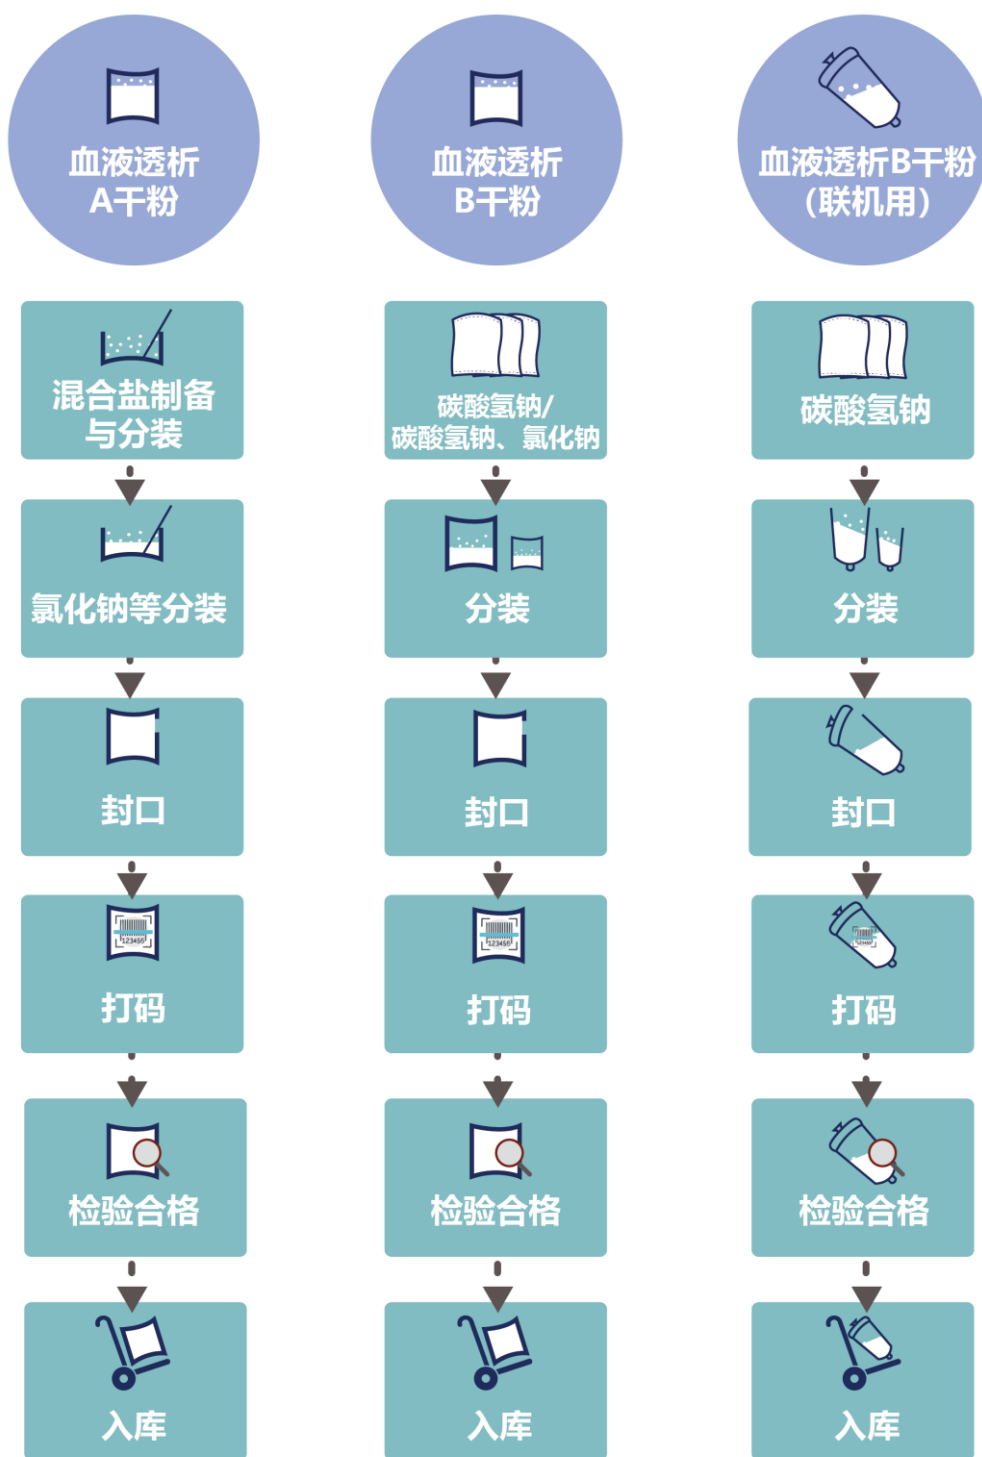 血液透析
A干粉
混合盐制备
与分装
氯化钠等分装
封口
123455
打码
检验合格
入库
血液透析
B干粉
碳酸氢钠/
碳酸氢钠、氯化钠
分装
封口
123455
打码
检验合格
入库
血液透析B干粉
（联机用）
碳酸氢钠
分装
封口
打码
检验合格
入库